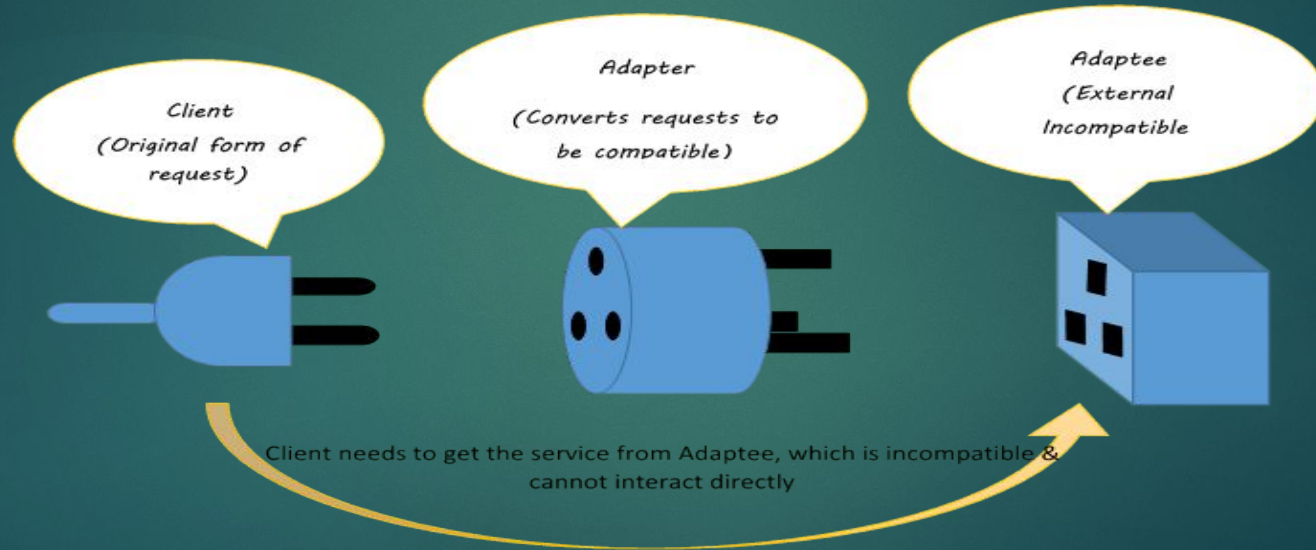 Client
(Original form of
request)
Adapter
(Converts requests to
be compatible)
Adaptee
(External
Incompatible
Client needs to get the service from Adaptee, which is incompatible &
cannot interact directly